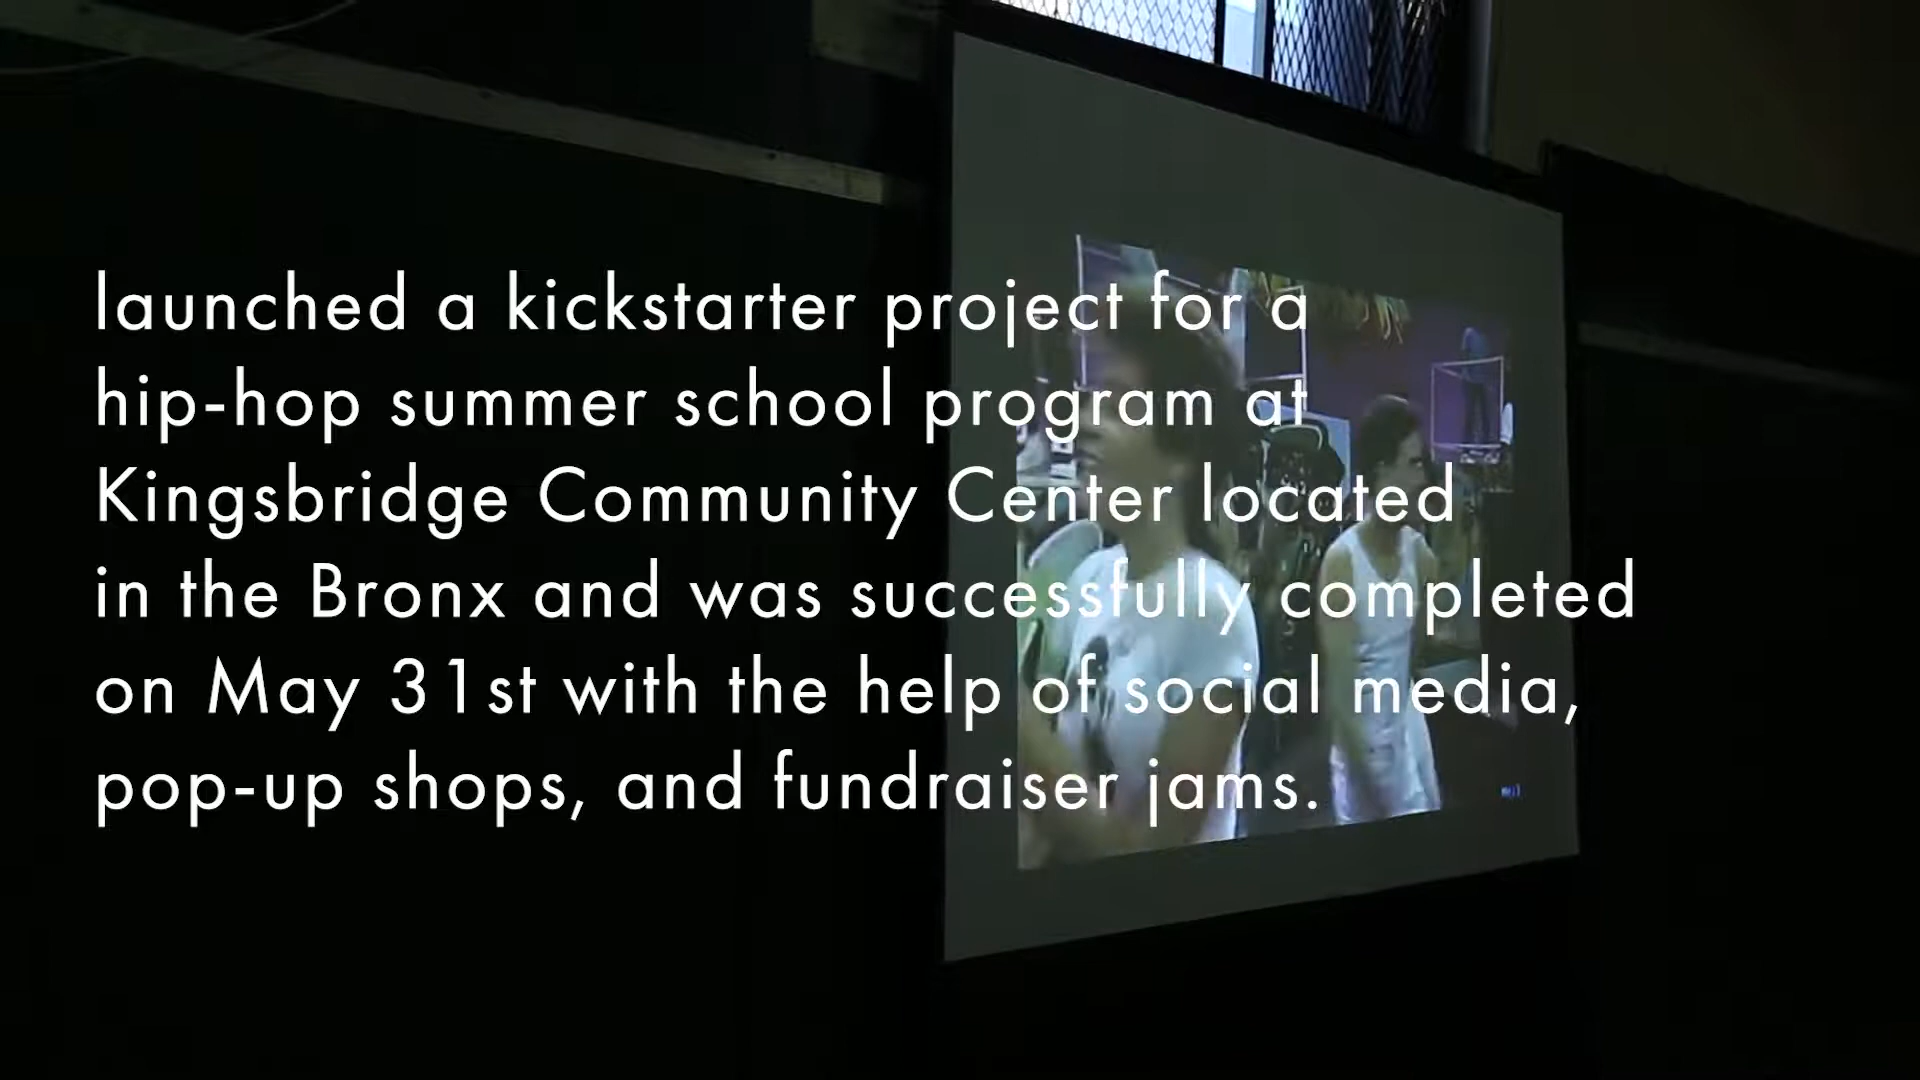 launched a kickstarter project for a
hip-hop summer school program at
Kingsbridge Community Center located
in the Bronx and was successfully completed
on May 31st with the help of social media,
pop-up shops, and fundraiser jams.